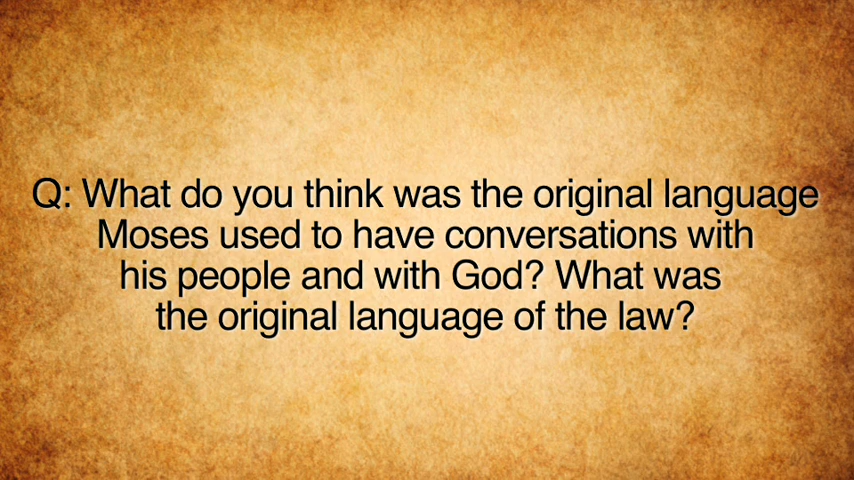 Q: What do you think was the original language
Moses used to have conversations with
his people and with God? What was
the original language of the law?